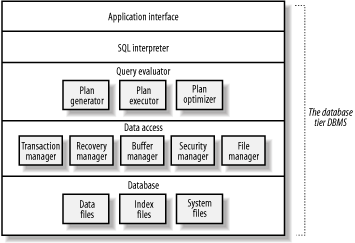 Application interface
SQL interpreter
Query evaluator
Plan generator
Plan executor
Plan optimizer
Data access
Transaction manager
Recovery manager
Buffer manager
Security manager
File manager
Database
Data files
Index files
System files
The database
tier DBMS